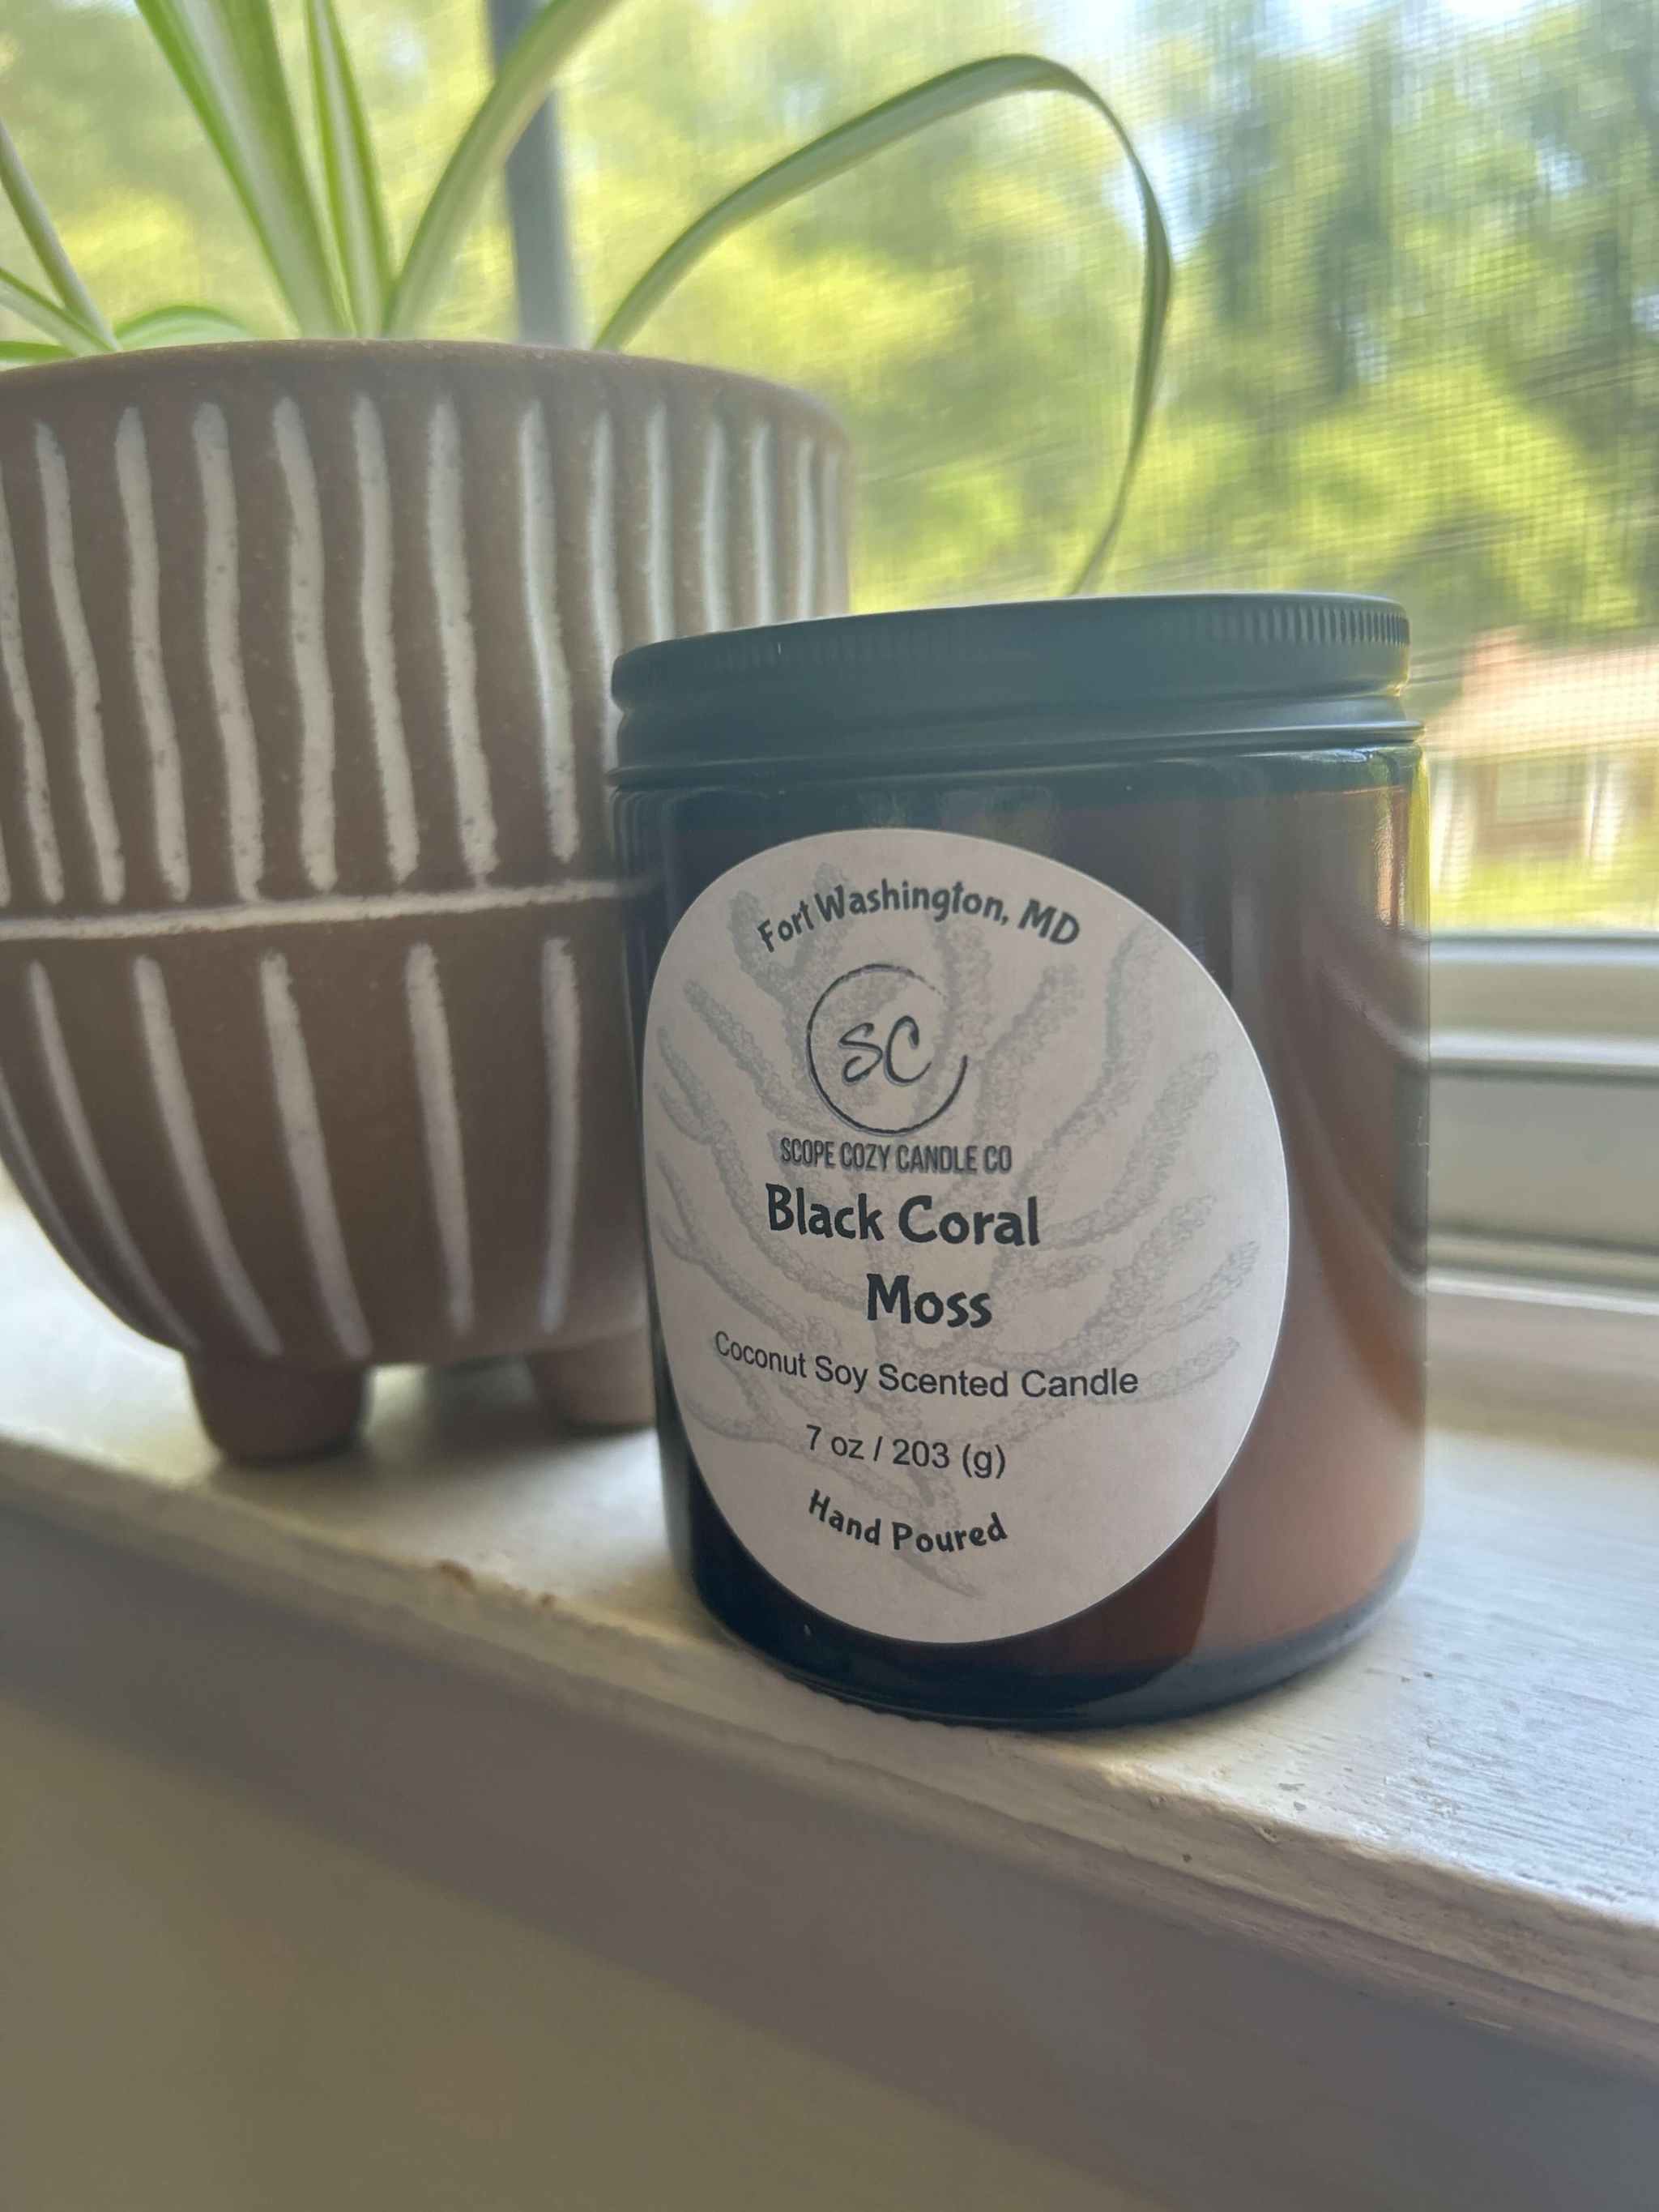 Fort Washington, MD
SC
SCOPE COZY CANDLE CO
Black Coral
Moss
Coconut Soy Scented Candle
7 oz / 203 (g)
Hand Poured